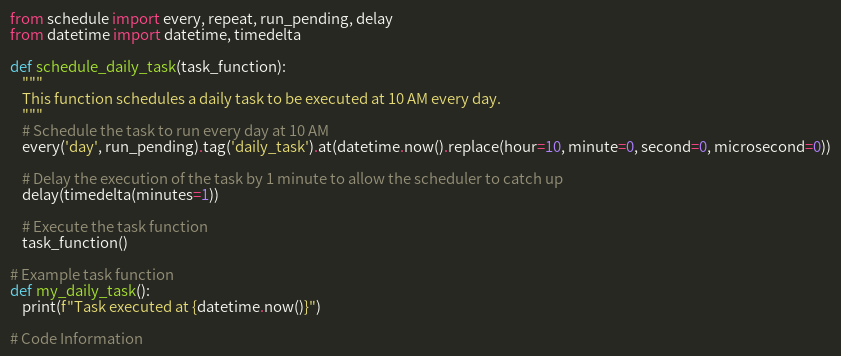 from schedule import every, repeat, run_pending, delay
from datetime import datetime, timedelta
def schedule_daily_task(task_function):
"""
This function schedules a daily task to be executed at 10 AM every day.
"""
# Schedule the task to run every day at 10 AM
every('day', run_pending).tag('daily_task').at(datetime.now().replace(hour=10, minute=0, second=0, microsecond=0))
# Delay the execution of the task by 1 minute to allow the scheduler to catch up
delay(timedelta(minutes=1))
# Execute the task function
task_function()
# Example task function
def my_daily_task():
print(f"Task executed at {datetime.now()}")
# Code Information